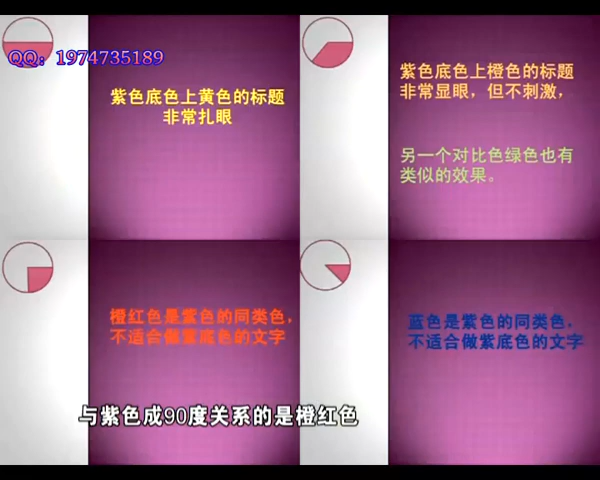 QQ：1974735189
紫色底色上黄色的标题
非常扎眼
紫色底色上橙色的标题
非常显眼，但不刺激，
另一个对比色绿色也有
类似的效果。
橙红色是紫色的同类色，
不适合做紫底色的文字
蓝色是紫色的同类色，
不适合做紫底色的文字
与紫色成90度关系的是橙红色